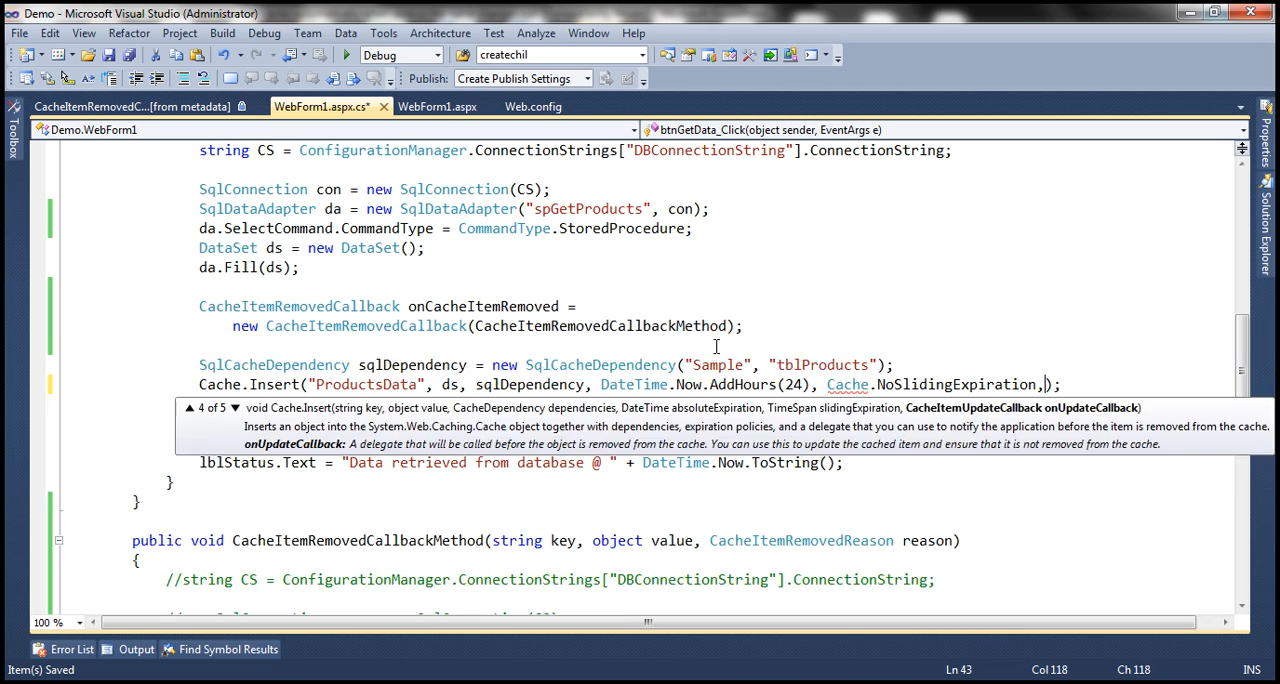 Demo - Microsoft Visual Studio (Administrator)
File Edit View Refactor Project Build Debug Team Data Tools Architecture Test Analyze Window Help
Debug createchil
Publish: Create Publish Settings
CacheItemRemovedC...[from metadata] WebForm1.aspx.cs* WebForm1.aspx Web.config
Demo.WebForm1 btnGetData_Click(object sender, EventArgs e)
Toolbox
Properties
Solution Explorer
string CS = ConfigurationManager.ConnectionStrings["DBConnectionString"].ConnectionString;
SqlConnection con = new SqlConnection(CS);
SqlDataAdapter da = new SqlDataAdapter("spGetProducts", con);
da.SelectCommand.CommandType = CommandType.StoredProcedure;
DataSet ds = new DataSet();
da.Fill(ds);
CacheItemRemovedCallback onCacheItemRemoved =
new CacheItemRemovedCallback(CacheItemRemovedCallbackMethod);
SqlCacheDependency sqlDependency = new SqlCacheDependency("Sample", "tblProducts");
Cache.Insert("ProductsData", ds, sqlDependency, DateTime.Now.AddHours(24), Cache.NoSlidingExpiration,);
4 of 5 void Cache.Insert(string key, object value, CacheDependency dependencies, DateTime absoluteExpiration, TimeSpan slidingExpiration, CacheItemUpdateCallback onUpdateCallback)
Inserts an object into the System.Web.Caching.Cache object together with dependencies, expiration policies, and a delegate that you can use to notify the application before the item is removed from the cache.
onUpdateCallback: A delegate that will be called before the object is removed from the cache. You can use this to update the cached item and ensure that it is not removed from the cache.
lblStatus.Text = "Data retrieved from database @ " + DateTime.Now.ToString();
}
}
public void CacheItemRemovedCallbackMethod(string key, object value, CacheItemRemovedReason reason)
{
//string CS = ConfigurationManager.ConnectionStrings["DBConnectionString"].ConnectionString;
100 %
Error List Output Find Symbol Results
Item(s) Saved Ln 43 Col 118 Ch 118 INS